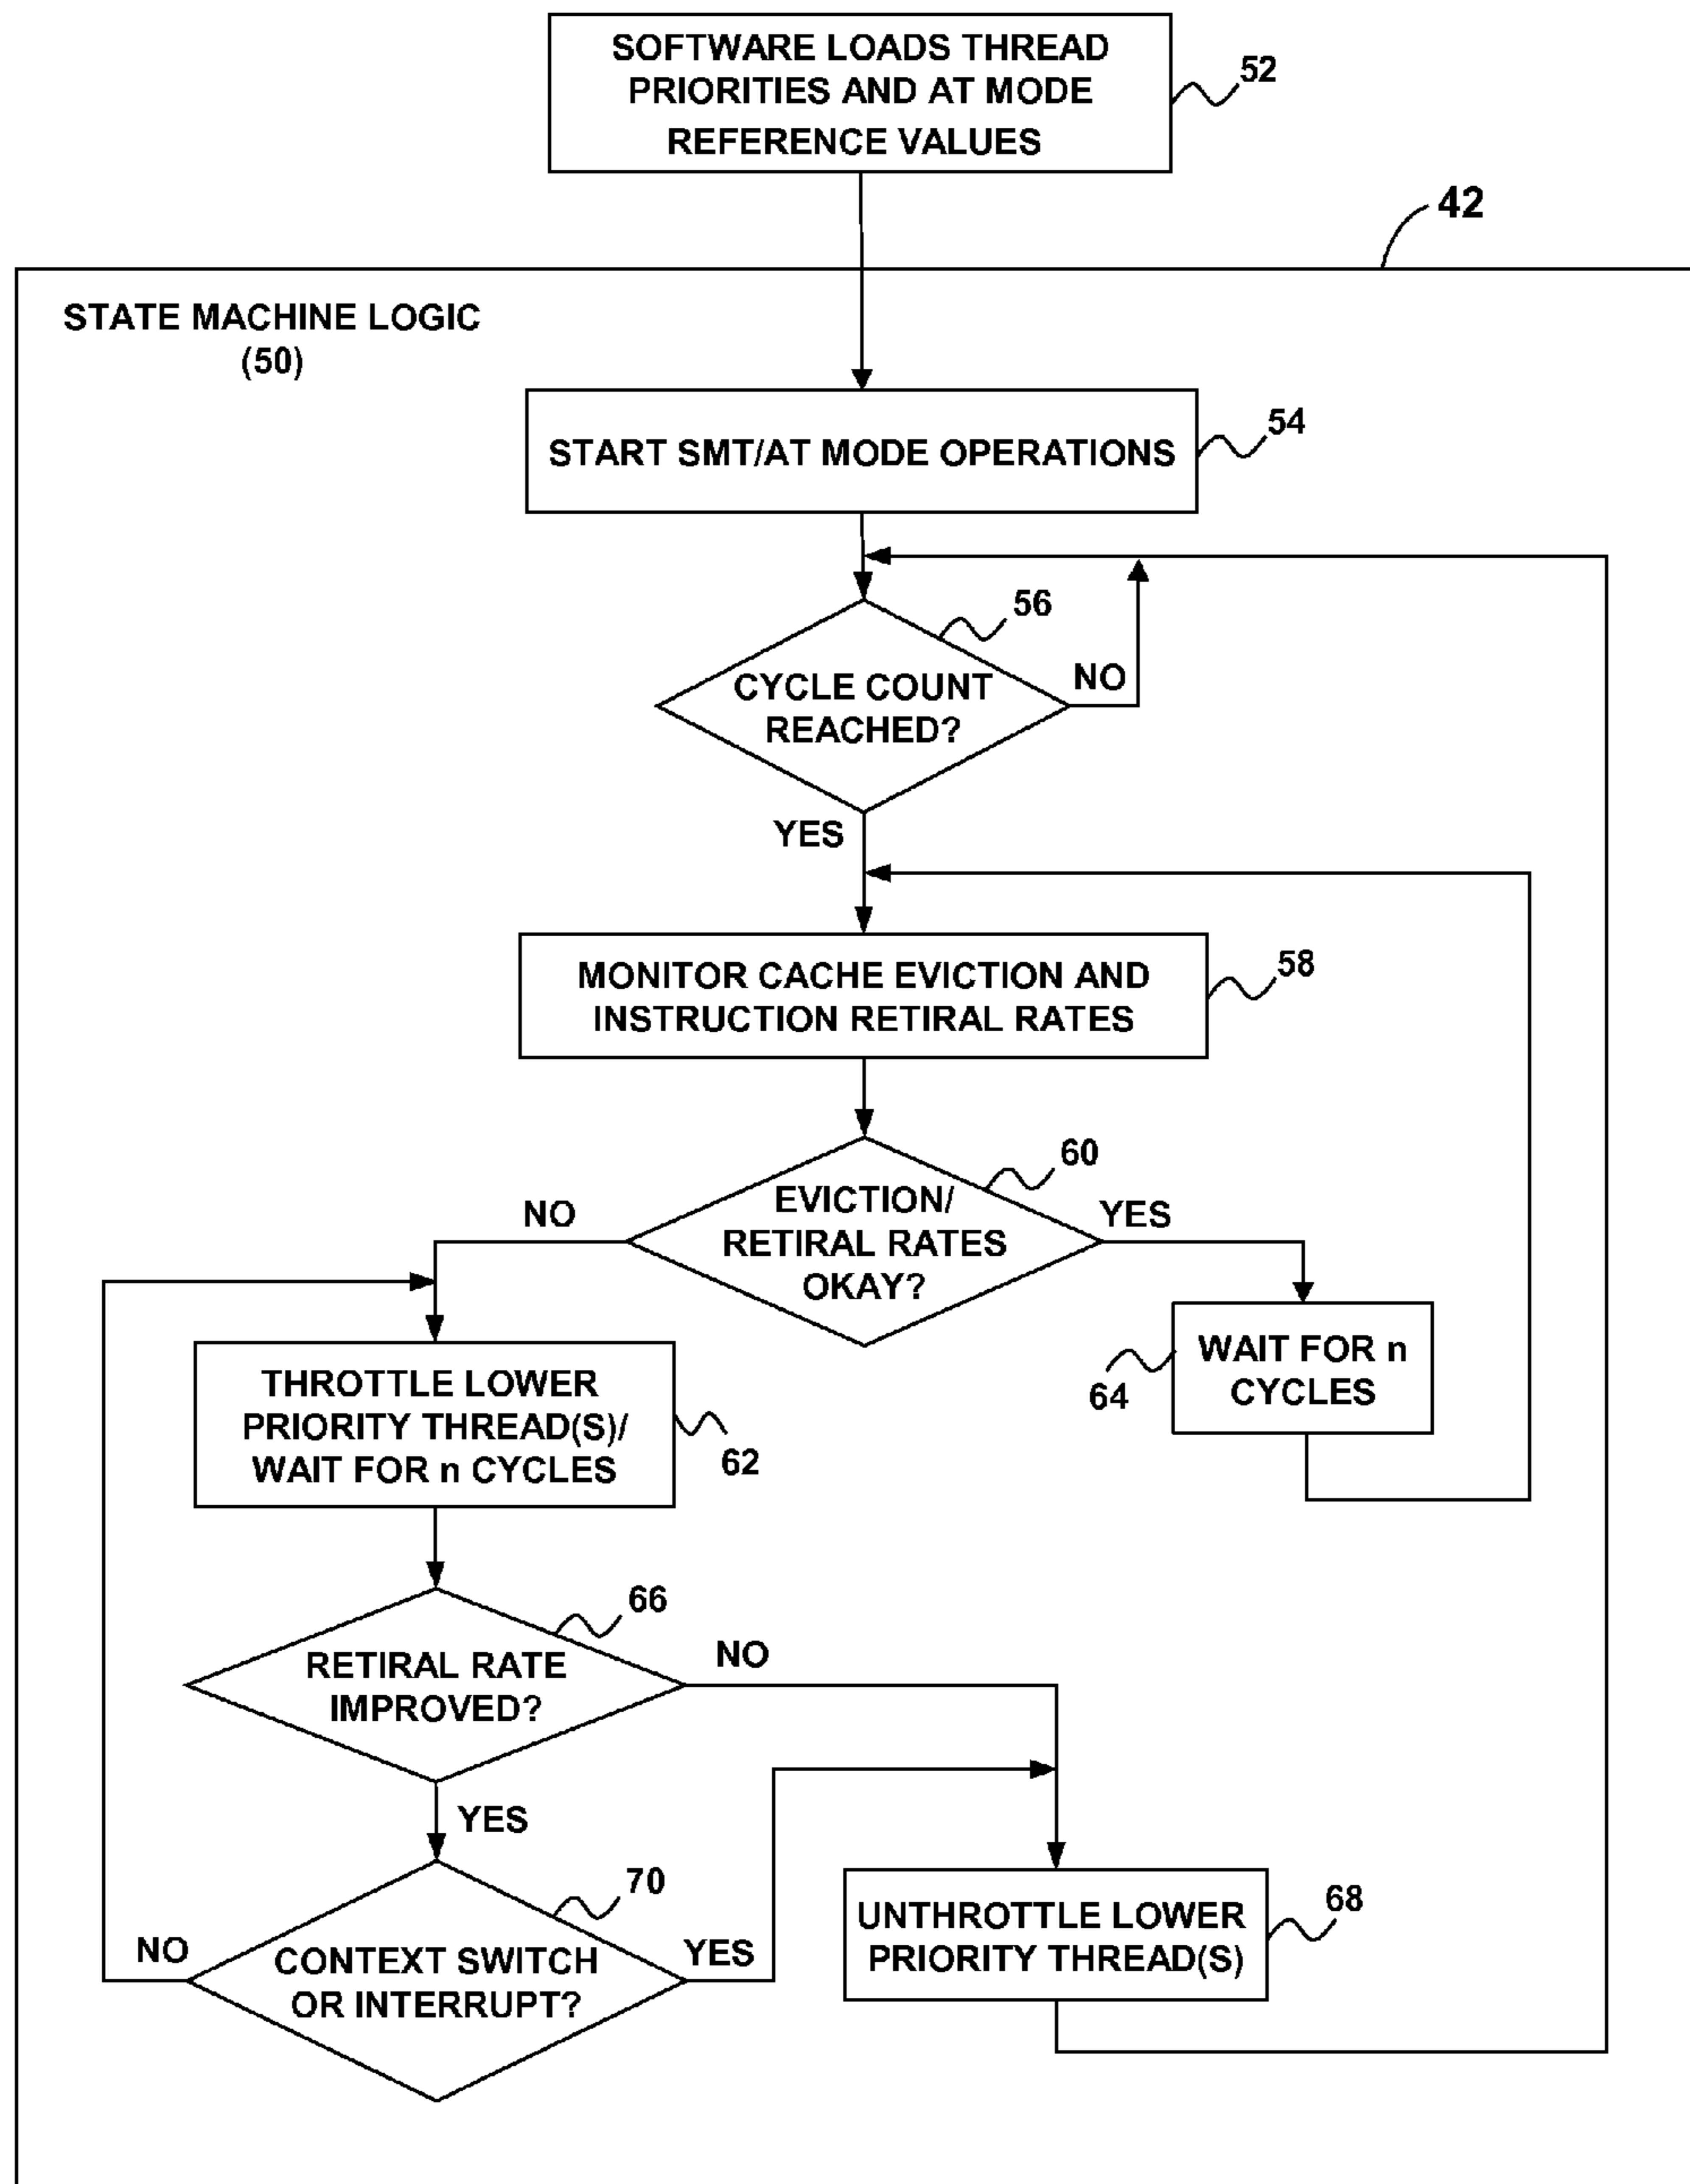 SOFTWARE LOADS THREAD
PRIORITIES AND AT MODE
REFERENCE VALUES
52
42
STATE MACHINE LOGIC
(50)
START SMT/AT MODE OPERATIONS
54
56
CYCLE COUNT
REACHED?
NO
YES
MONITOR CACHE EVICTION AND
INSTRUCTION RETIRAL RATES
58
60
EVICTION/
RETIRAL RATES
OKAY?
NO
YES
THROTTLE LOWER
PRIORITY THREAD(S)/
WAIT FOR n CYCLES
62
WAIT FOR n
CYCLES
64
66
RETIRAL RATE
IMPROVED?
NO
YES
70
CONTEXT SWITCH
OR INTERRUPT?
NO
YES
UNTHROTTLE LOWER
PRIORITY THREAD(S)
68